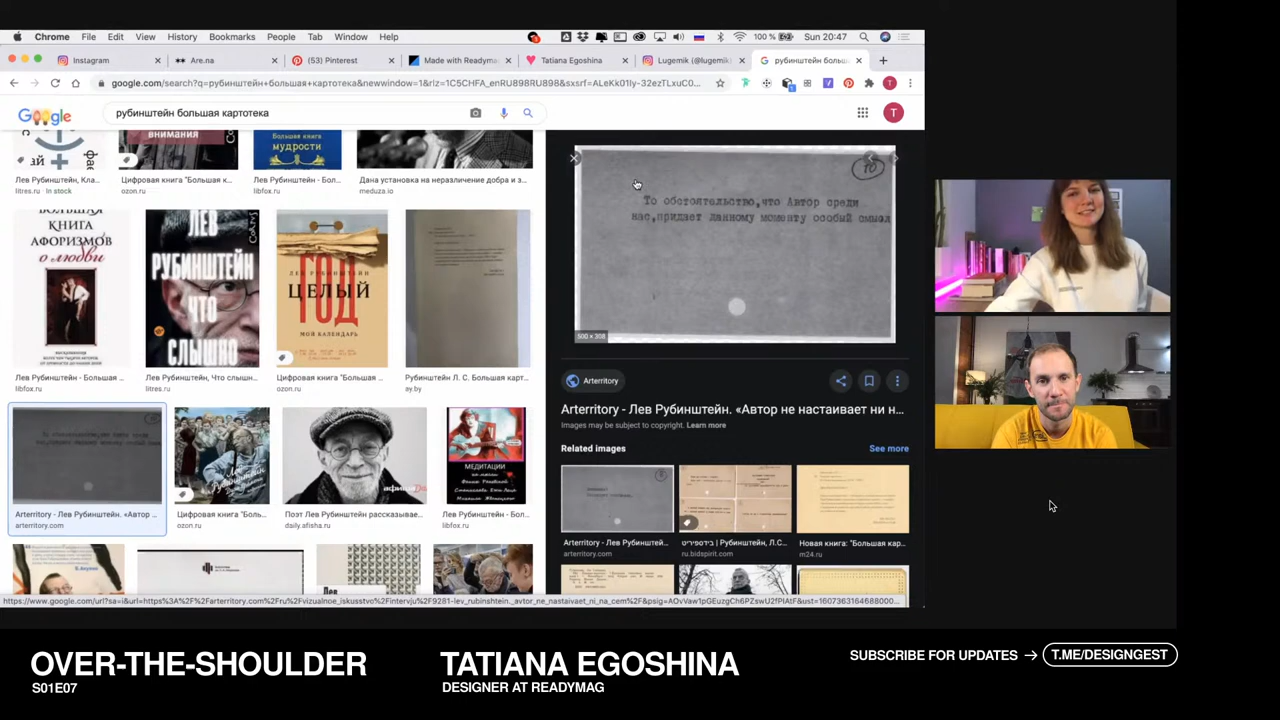 Chrome File Edit View History Bookmarks People Tab Window Help
100 % Sun 20:47
Instagram
Are.na
(53) Pinterest
Made with Readyma
Tatiana Egoshina
Lugemik (@lugemik
рубинштейн больш
google.com/search?q=рубинштейн+большая+картотека&newwindow=1&rlz=1C5CHFA_enRU898RU898&sxsrf=ALeKk01Iy-32ezTLxuC0...
T
Google
рубинштейн большая картотека
T
внимания
Большая книга
мудрости
Лев Рубинштейн, Кла...
litres.ru · In stock
Цифровая книга "Большая к...
ozon.ru
Лев Рубинштейн - Бол...
libfox.ru
Дана установка на неразличение добра и з...
meduza.io
БОЛЬШАЯ
КНИГА
АФОРИЗМОВ
о любви
ЛЕВ
РУБИНШТЕЙН
ЧТО
СЛЫШНО
ЛЕВ РУБИНШТЕЙН
ЦЕЛЫЙ
ГОД
МОЙ КАЛЕНДАРЬ
Лев Рубинштейн - Большая ...
libfox.ru
Лев Рубинштейн, Что слышн...
litres.ru
Цифровая книга "Большая ...
ozon.ru
Рубинштейн Л. С. Большая карт...
ay.by
Arterritory - Лев Рубинштейн. «Автор ...
arterritory.com
Цифровая книга "Боль...
ozon.ru
афиша
Поэт Лев Рубинштейн рассказывае...
daily.afisha.ru
МЕДИТАЦИИ
Лев Рубинштейн - Бол...
libfox.ru
То обстоятельство,что Автор среди
нас,придает данному моменту особый смысл
Arterritory
Arterritory - Лев Рубинштейн. «Автор не настаивает ни н...
Images may be subject to copyright. Learn more
Related images
See more
Arterritory - Лев Рубинштей...
arterritory.com
בידספיריט | Рубинштейн, Л.С...
ru.bidspirit.com
Новая книга: "Большая кар...
m24.ru
OVER-THE-SHOULDER
S01E07
TATIANA EGOSHINA
DESIGNER AT READYMAG
SUBSCRIBE FOR UPDATES → T.ME/DESIGNGEST